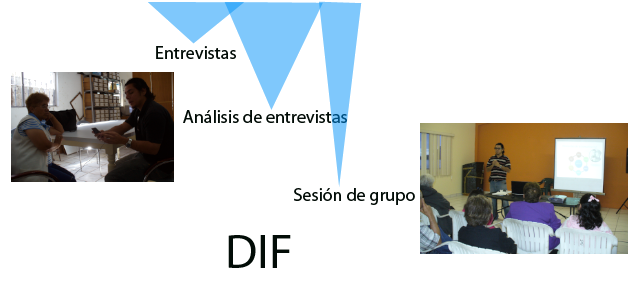 Entrevistas
Análisis de entrevistas
Sesión de grupo
DIF